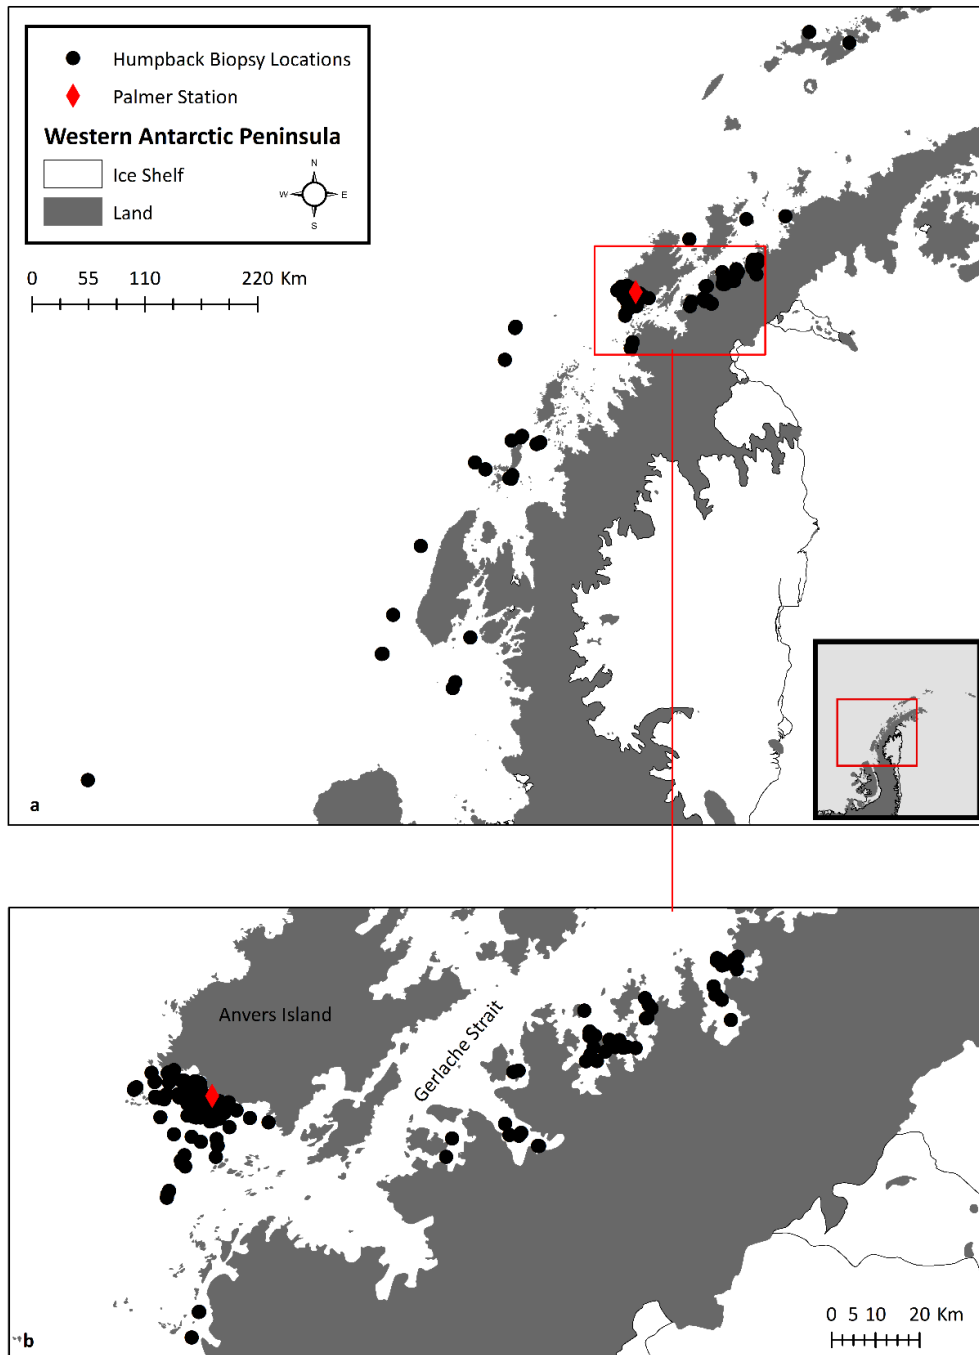 Humpback Biopsy Locations
Palmer Station
Western Antarctic Peninsula
Ice Shelf
Land
N
W E
S
0 55 110 220 Km
a
Anvers Island
Gerlache Strait
0 5 10 20 Km
b